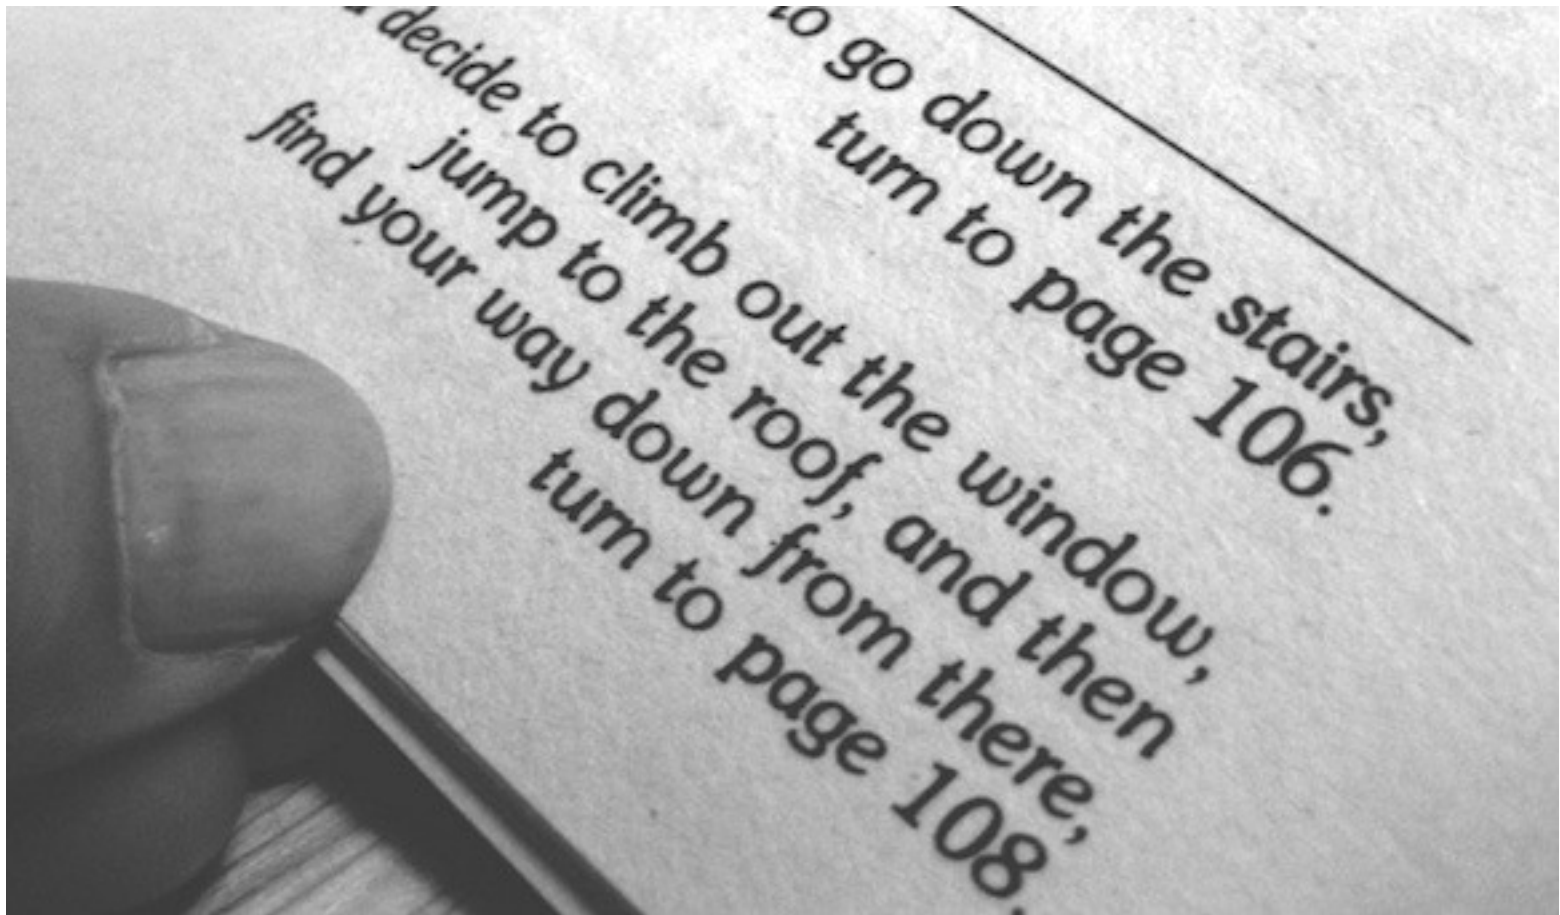 to go down the stairs,
turn to page 106.
decide to climb out the window,
jump to the roof, and then
find your way down from there,
turn to page 108.